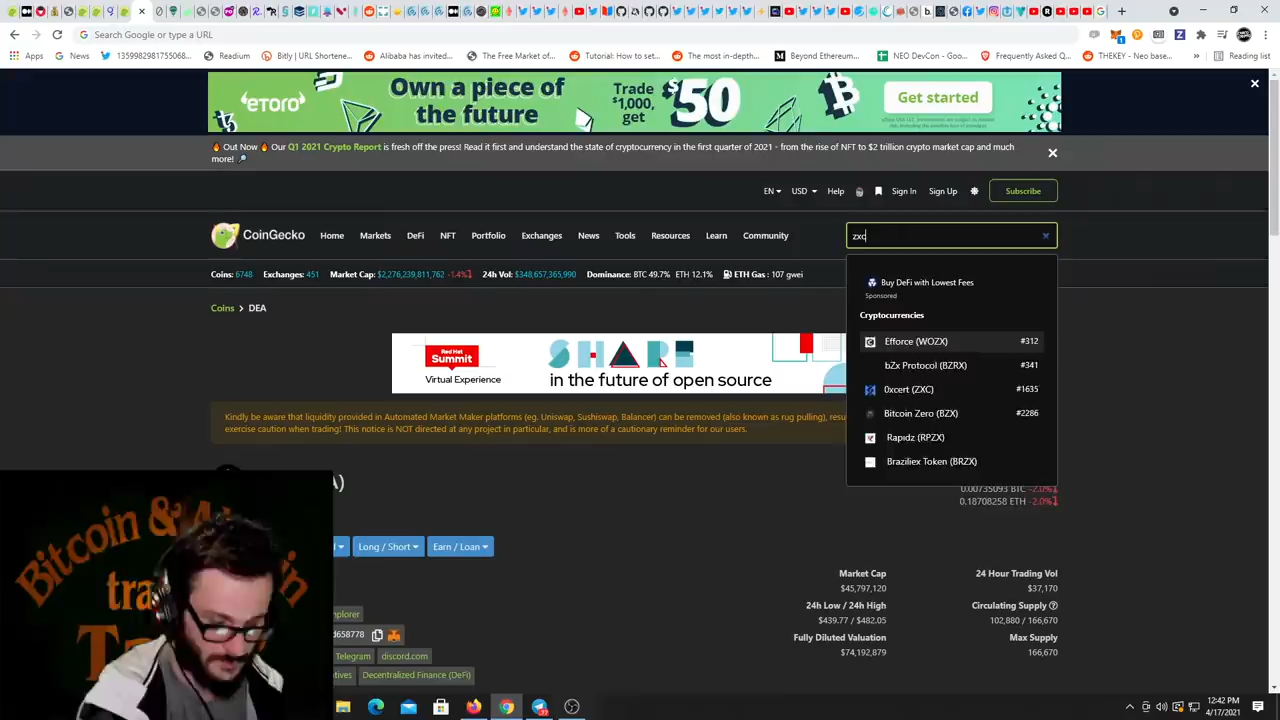 Search Google or type a URL
Apps
News
1359982981755068...
Readium
Bitly | URL Shortene...
Alibaba has invited...
The Free Market of...
Tutorial: How to set...
The most in-depth...
Beyond Ethereum...
NEO DevCon - Goo...
Frequently Asked Q...
THEKEY — Neo base...
»
Reading list
etoro
Own a piece of
the future
Trade
$1,000,
get
$50
Get started
🔥 Out Now 🔥 Our Q1 2021 Crypto Report is fresh off the press! Read it first and understand the state of cryptocurrency in the first quarter of 2021 - from the rise of NFT to $2 trillion crypto market cap and much
more! 🔎
EN
USD
Help
Sign In
Sign Up
Subscribe
CoinGecko
Home
Markets
DeFi
NFT
Portfolio
Exchanges
News
Tools
Resources
Learn
Community
zxc
Coins: 6748
Exchanges: 451
Market Cap: $2,276,239,811,762 -1.4%
24h Vol: $348,657,365,990
Dominance: BTC 49.7% ETH 12.1%
ETH Gas: 107 gwei
Buy DeFi with Lowest Fees
Sponsored
Cryptocurrencies
Efforce (WOZX) #312
bZx Protocol (BZRX) #341
0xcert (ZXC) #1635
Bitcoin Zero (BZX) #2286
Rapidz (RPZX)
Braziliex Token (BRZX)
Coins > DEA
Red Hat
Summit
Virtual Experience
SHARE
in the future of open source
Kindly be aware that liquidity provided in Automated Market Maker platforms (eg. Uniswap, Sushiswap, Balancer) can be removed (also known as rug pulling), resu
exercise caution when trading! This notice is NOT directed at any project in particular, and is more of a cautionary reminder for our users.
A)
0.00735093 BTC -2.0%
0.18708258 ETH -2.0%
Long / Short
Earn / Loan
Market Cap
$45,797,120
24 Hour Trading Vol
$37,170
24h Low / 24h High
$439.77 / $482.05
Circulating Supply
102,880 / 166,670
Fully Diluted Valuation
$74,192,879
Max Supply
166,670
xplorer
d658778
Telegram
discord.com
atives
Decentralized Finance (DeFi)
Bitcoin &
tra
T
12:42 PM
4/17/2021